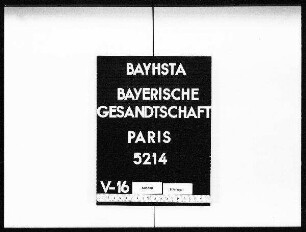 BAYHSTA
BAYERISCHE
GESANDTSCHAFT
PARIS
5214
V-16